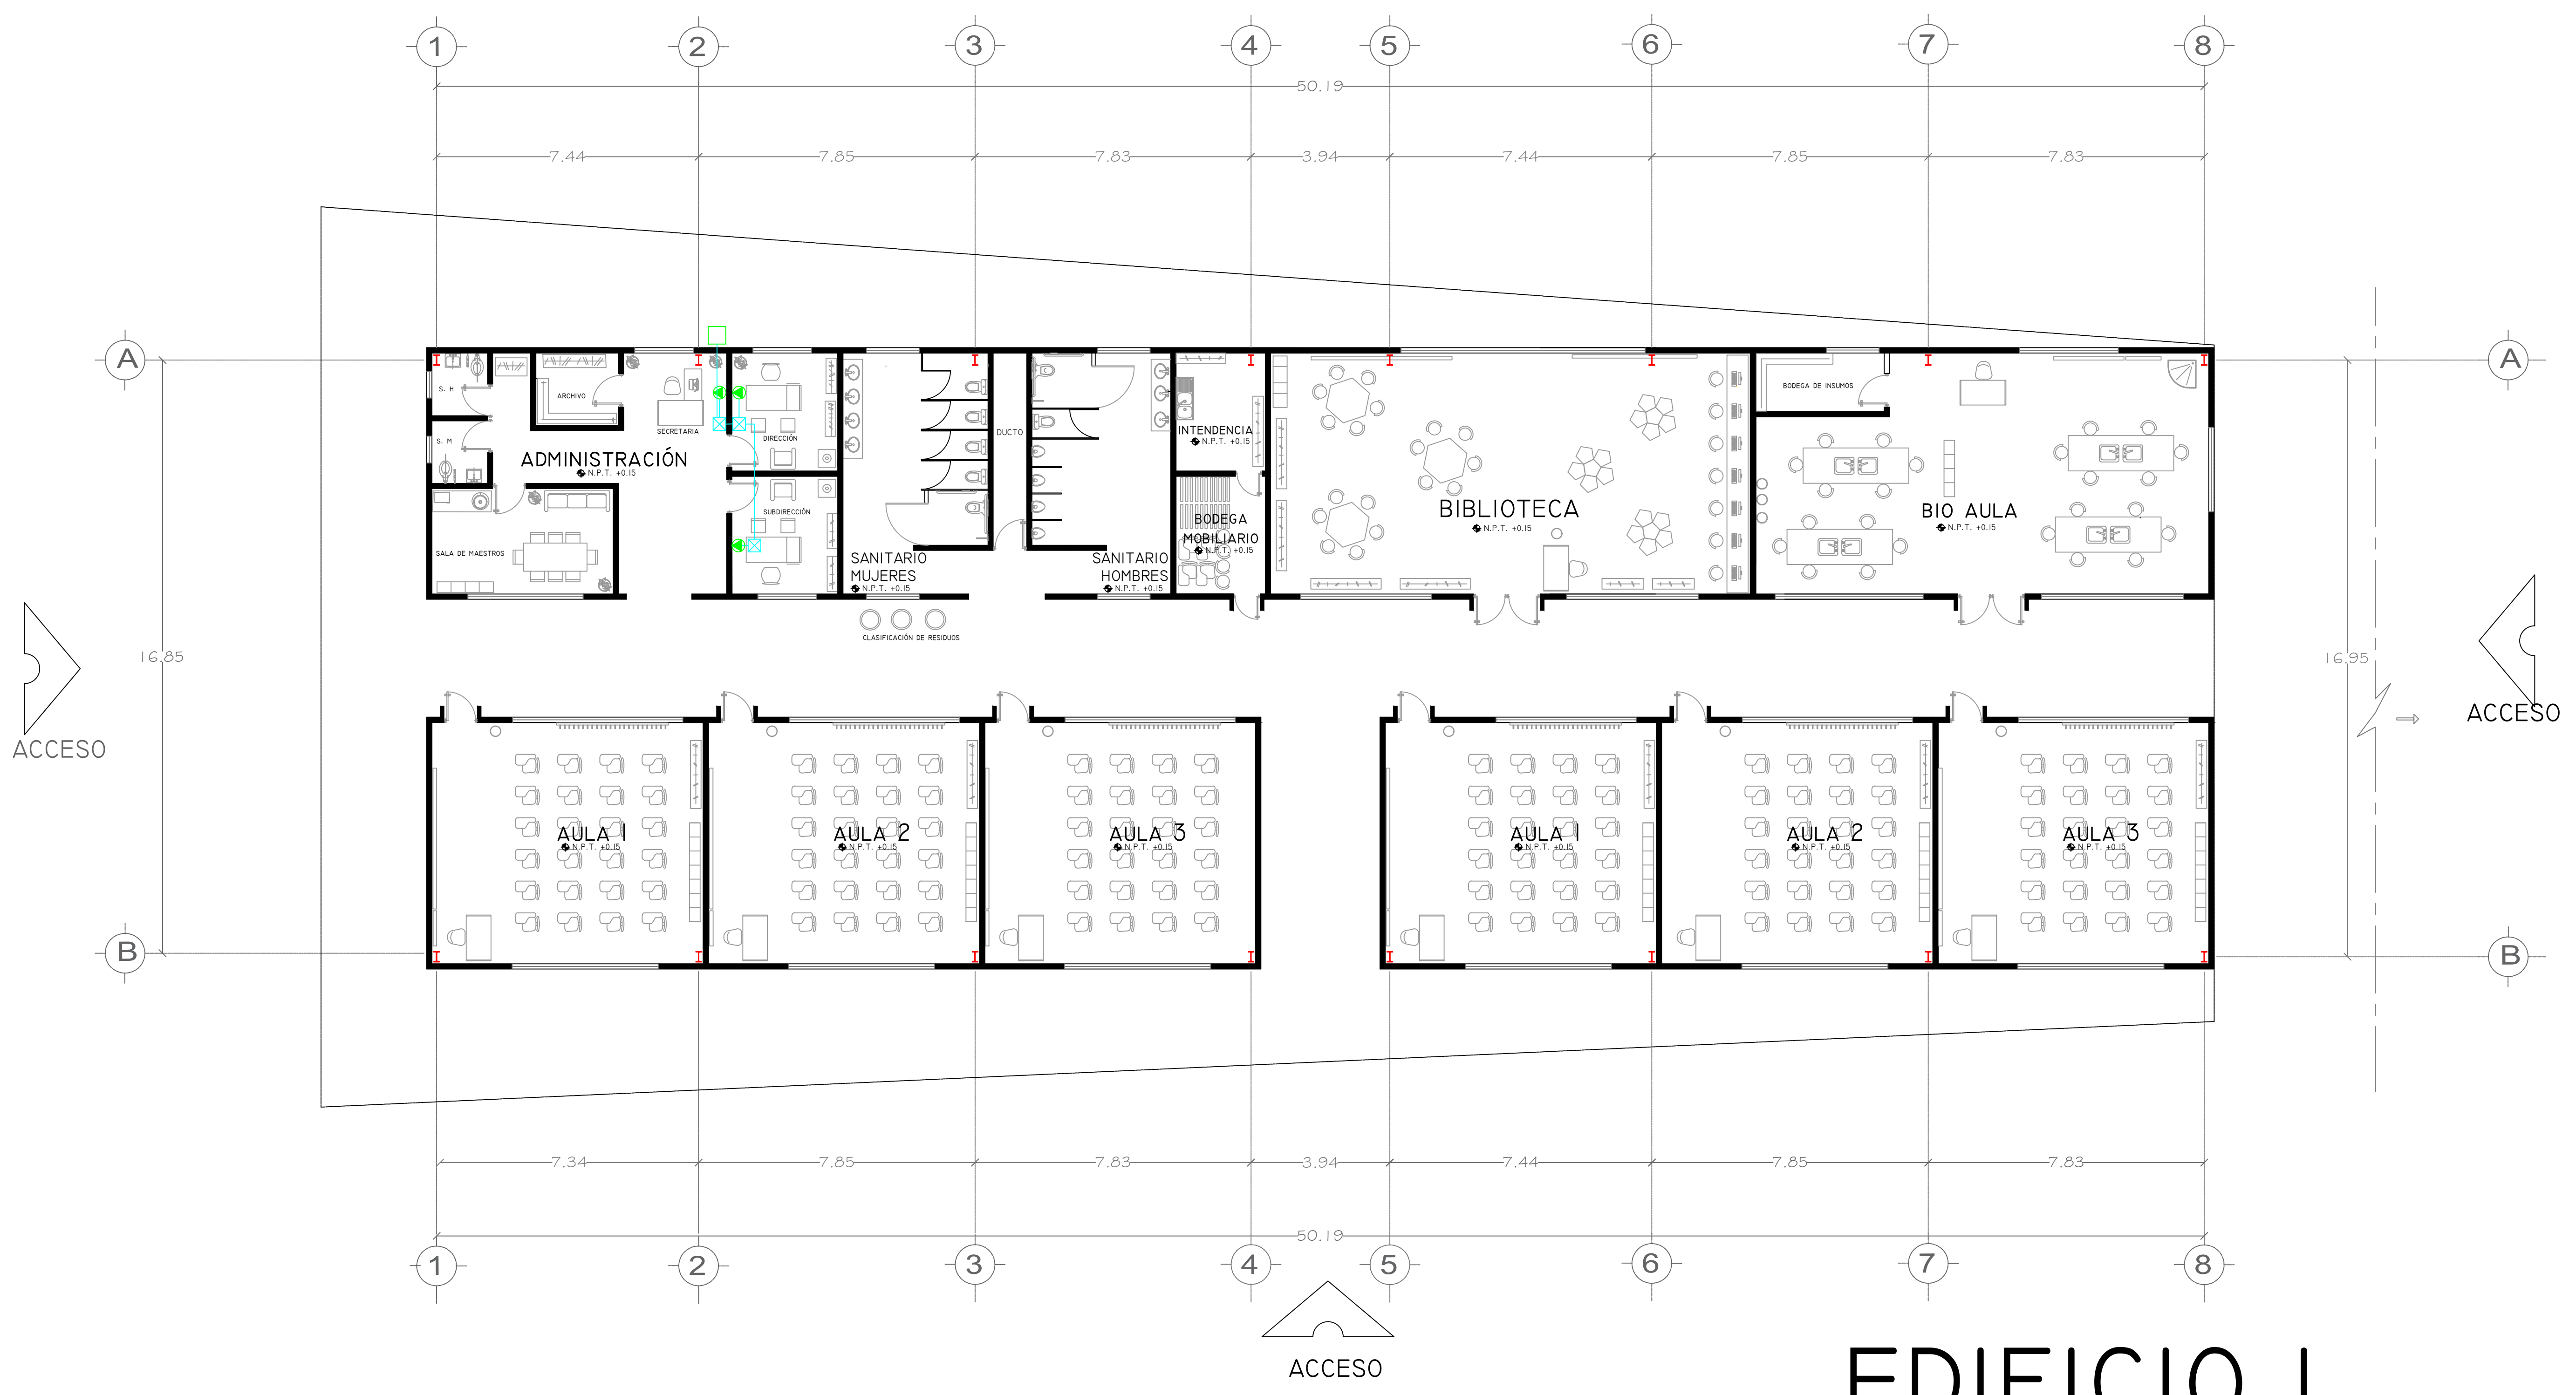 1 2 3 4 5 6 7 8
50.19
7.44 7.85 7.83 3.94 7.44 7.85 7.83
A A
S. H
ARCHIVO
SECRETARIA
DIRECCIÓN
DUCTO
INTENDENCIA
N.P.T. +0.15
BODEGA DE INSUMOS
S. M
ADMINISTRACIÓN
N.P.T. +0.15
SUBDIRECCIÓN
BODEGA
MOBILIARIO
N.P.T. +0.15
BIBLIOTECA
N.P.T. +0.15
BIO AULA
N.P.T. +0.15
SALA DE MAESTROS
SANITARIO
MUJERES
N.P.T. +0.15
SANITARIO
HOMBRES
N.P.T. +0.15
CLASIFICACIÓN DE RESIDUOS
16.85
16.95
ACCESO
ACCESO
AULA 1
N.P.T. +0.15
AULA 2
N.P.T. +0.15
AULA 3
N.P.T. +0.15
AULA 1
N.P.T. +0.15
AULA 2
N.P.T. +0.15
AULA 3
N.P.T. +0.15
B B
7.34 7.85 7.83 3.94 7.44 7.85 7.83
50.19
1 2 3 4 5 6 7 8
ACCESO
EDIFICIO I